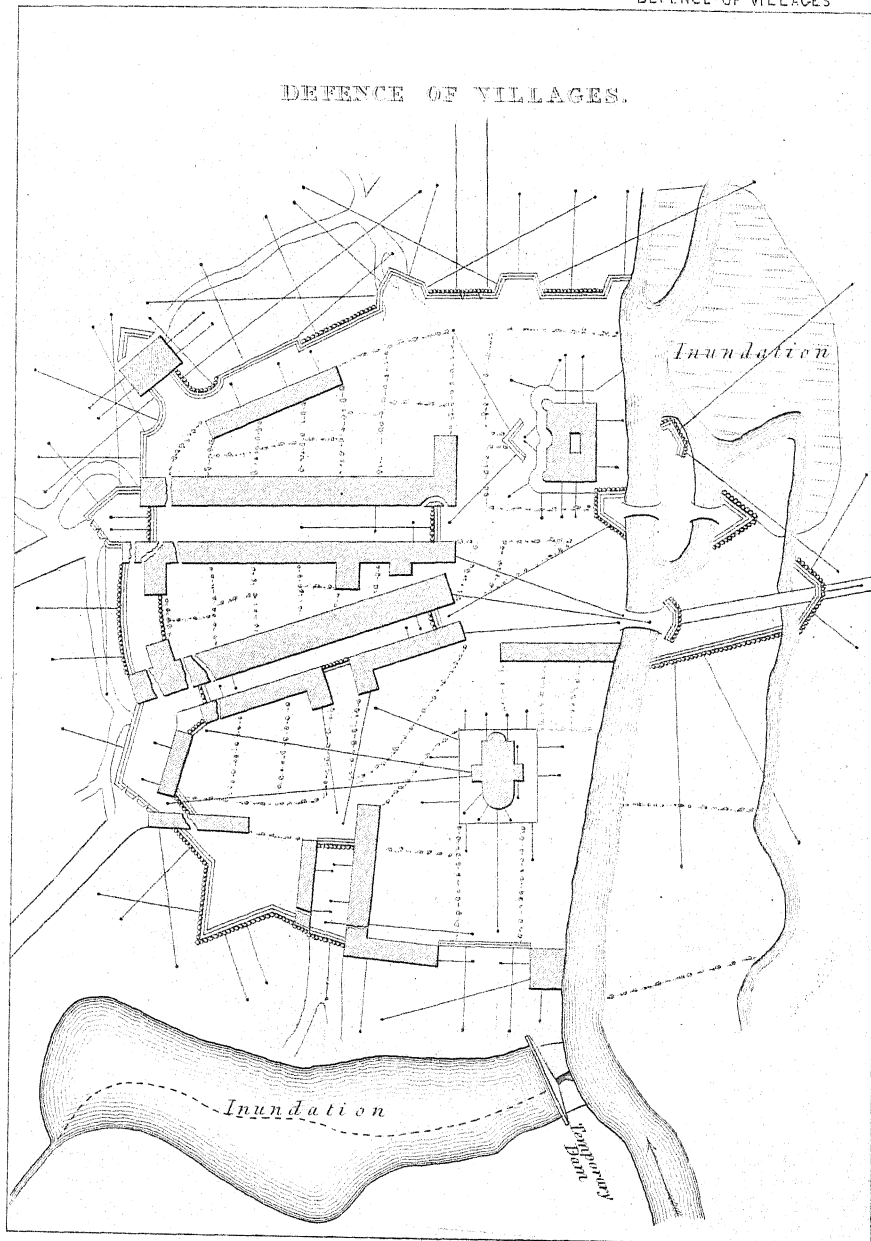 DEFENCE OF VILLAGES
DEFENCE OF VILLAGES.
Inundation
Inundation
Temporary
Dam